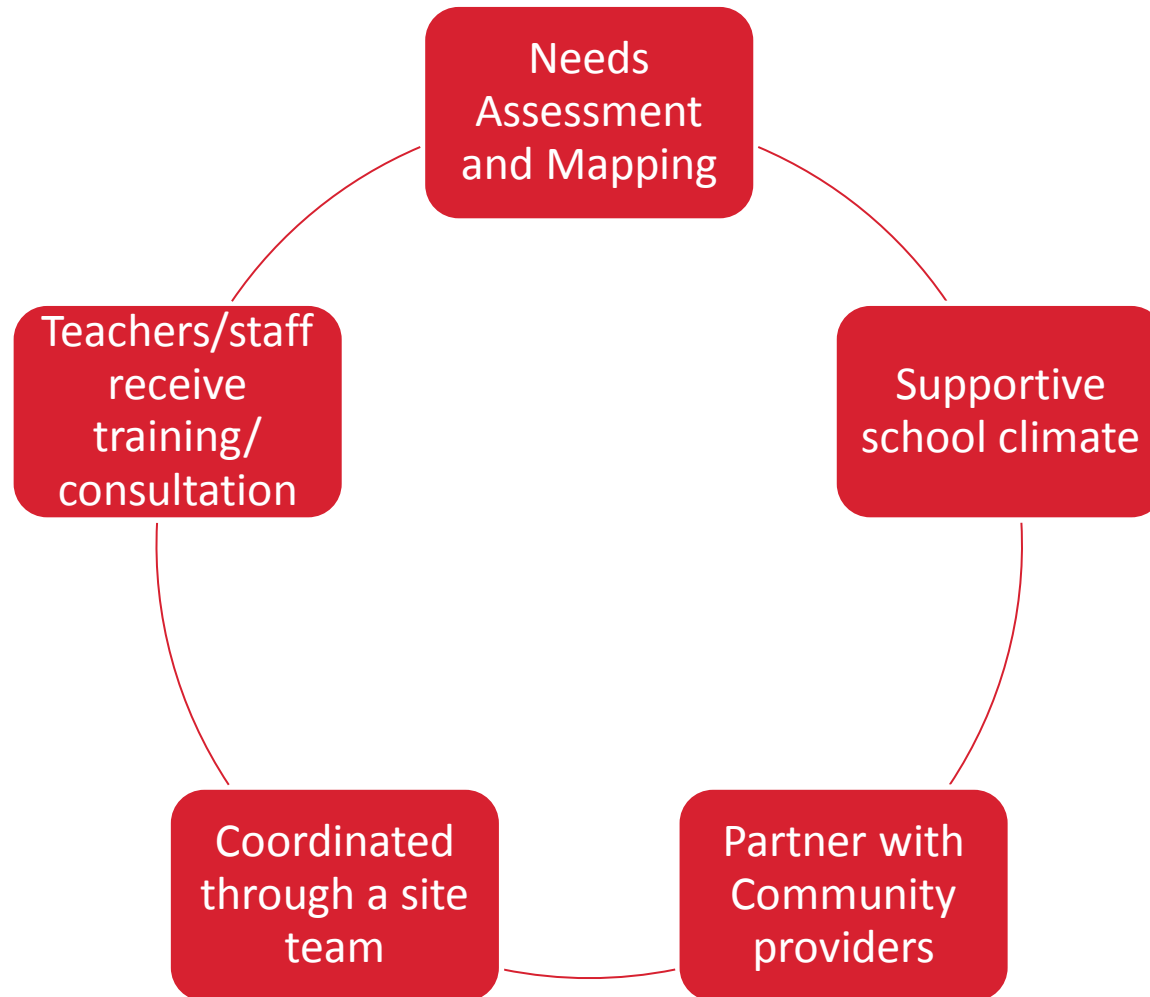 Needs
Assessment
and Mapping
Supportive
school climate
Partner with
Community
providers
Coordinated
through a site
team
Teachers/staff
receive
training/
consultation